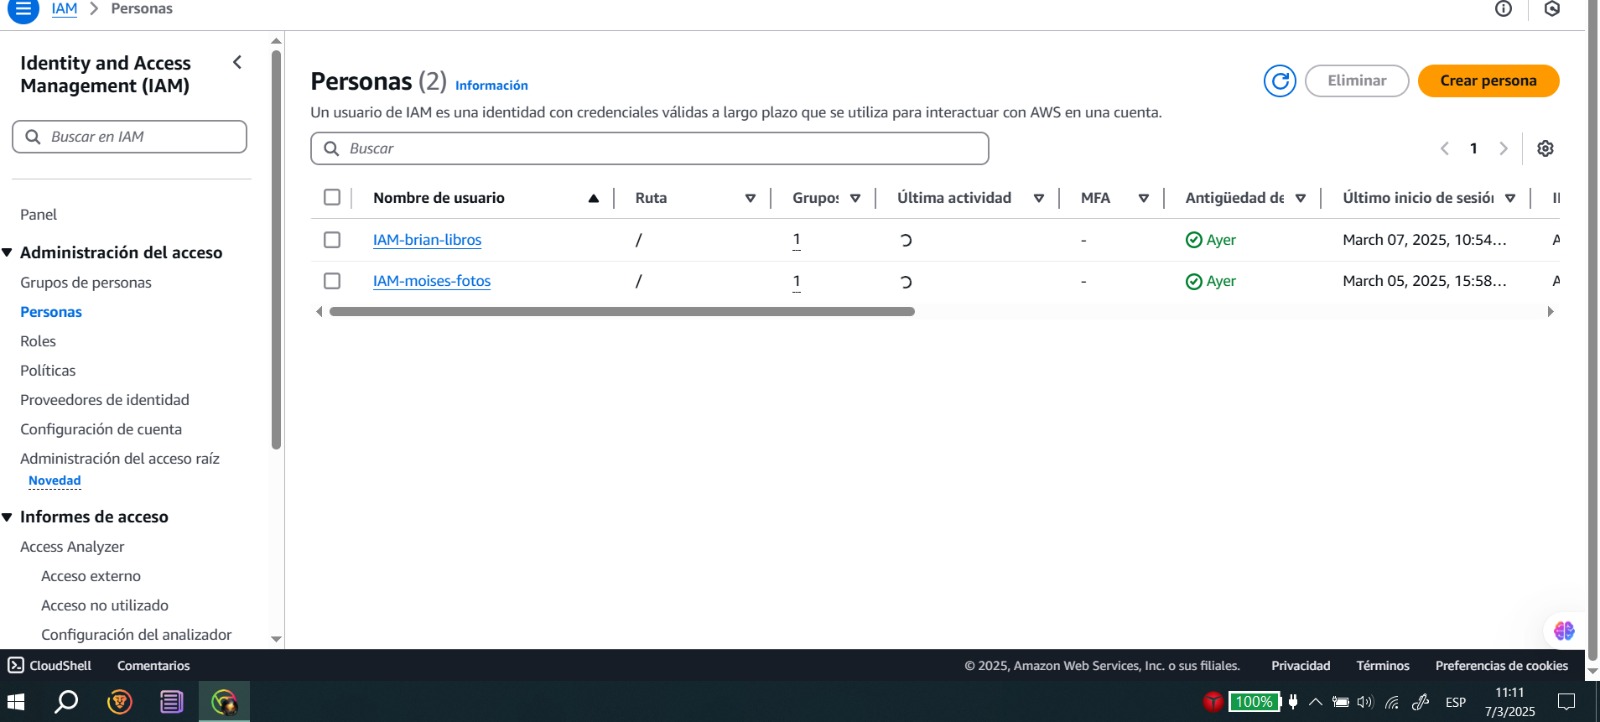 IAM > Personas
Identity and Access
Management (IAM)
Buscar en IAM
Panel
Administración del acceso
Grupos de personas
Personas
Roles
Políticas
Proveedores de identidad
Configuración de cuenta
Administración del acceso raíz
Novedad
Informes de acceso
Access Analyzer
Acceso externo
Acceso no utilizado
Configuración del analizador
Personas (2) Información
Eliminar
Crear persona
Un usuario de IAM es una identidad con credenciales válidas a largo plazo que se utiliza para interactuar con AWS en una cuenta.
Buscar
1
Nombre de usuario Ruta Grupos Última actividad MFA Antigüedad de Último inicio de sesión
IAM-brian-libros / 1 - Ayer March 07, 2025, 10:54... A
IAM-moises-fotos / 1 - Ayer March 05, 2025, 15:58... A
CloudShell Comentarios © 2025, Amazon Web Services, Inc. o sus filiales. Privacidad Términos Preferencias de cookies
100% ESP 11:11
7/3/2025